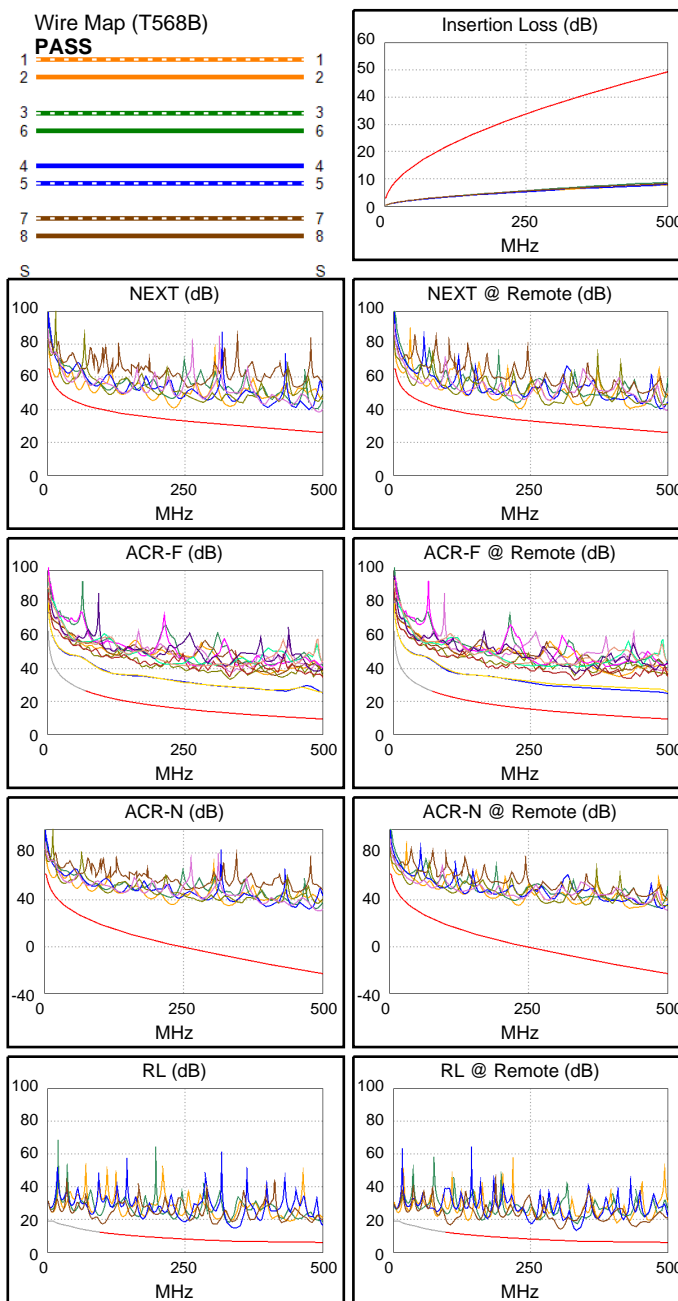 Wire Map (T568B)
PASS
1 1
2 2
3 3
6 6
4 4
5 5
7 7
8 8
S S
Insertion Loss (dB)
60
50
40
30
20
10
0
0 250 500
MHz
NEXT (dB)
100
80
60
40
20
0
0 250 500
MHz
NEXT @ Remote (dB)
100
80
60
40
20
0
0 250 500
MHz
ACR-F (dB)
100
80
60
40
20
0
0 250 500
MHz
ACR-F @ Remote (dB)
100
80
60
40
20
0
0 250 500
MHz
ACR-N (dB)
80
40
0
-40
0 250 500
MHz
ACR-N @ Remote (dB)
80
40
0
-40
0 250 500
MHz
RL (dB)
100
80
60
40
20
0
0 250 500
MHz
RL @ Remote (dB)
100
80
60
40
20
0
0 250 500
MHz